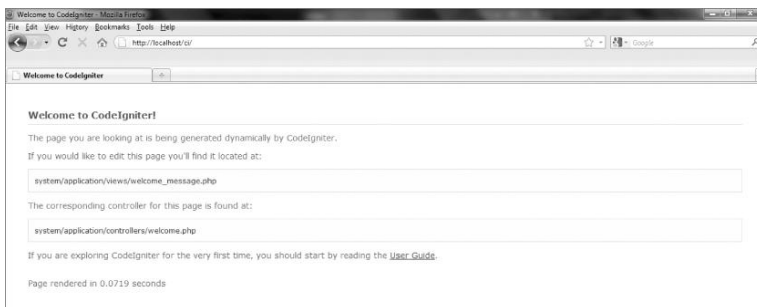 Welcome to CodeIgniter - Mozilla Firefox
File Edit View History Bookmarks Tools Help
http://localhost/ci/
Google
Welcome to CodeIgniter
Welcome to CodeIgniter!
The page you are looking at is being generated dynamically by CodeIgniter.
If you would like to edit this page you'll find it located at:
system/application/views/welcome_message.php
The corresponding controller for this page is found at:
system/application/controllers/welcome.php
If you are exploring CodeIgniter for the very first time, you should start by reading the User Guide.
Page rendered in 0.0719 seconds